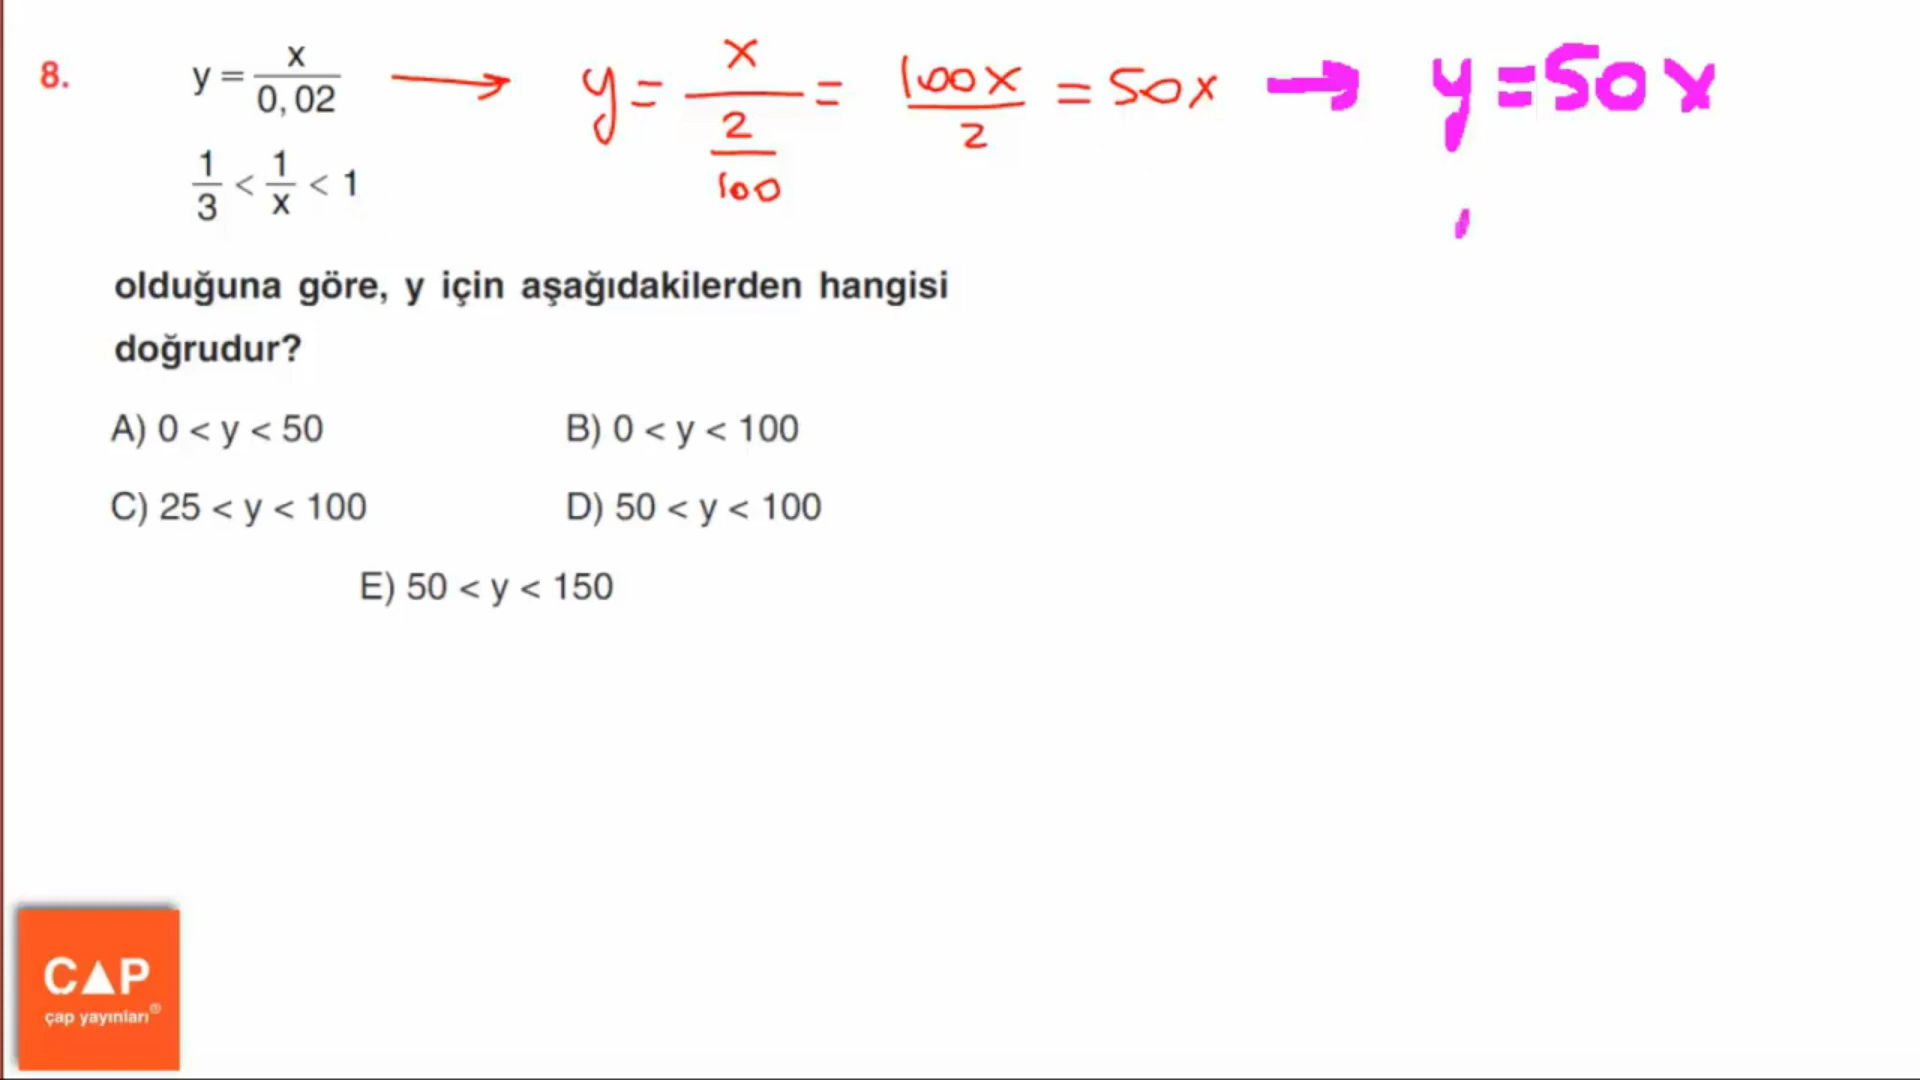 8. y = x / 0,02 → y = x / (2/100) = 100x / 2 = 50x → y = 50x
1/3 < 1/x < 1
olduğuna göre, y için aşağıdakilerden hangisi
doğrudur?
A) 0 < y < 50 B) 0 < y < 100
C) 25 < y < 100 D) 50 < y < 100
E) 50 < y < 150
CAP
çap yayınları®